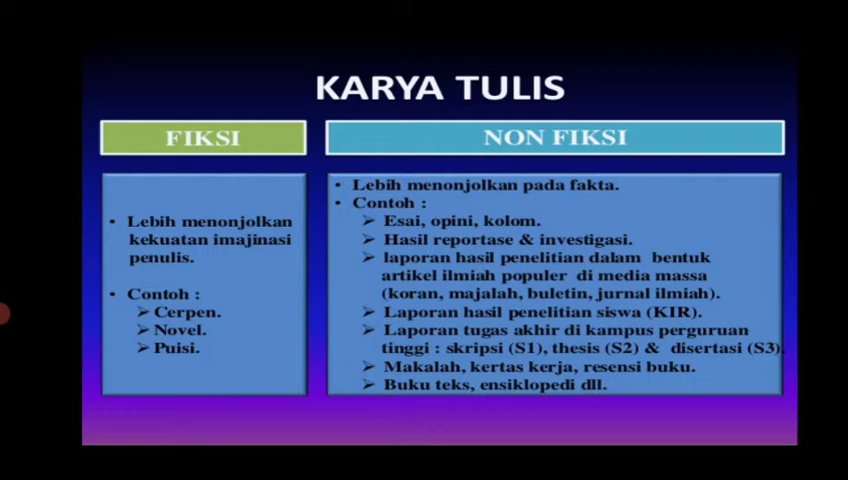 KARYA TULIS
FIKSI
• Lebih menonjolkan
kekuatan imajinasi
penulis.
• Contoh :
➢ Cerpen.
➢ Novel.
➢ Puisi.
NON FIKSI
• Lebih menonjolkan pada fakta.
• Contoh :
➢ Esai, opini, kolom.
➢ Hasil reportase & investigasi.
➢ laporan hasil penelitian dalam bentuk
artikel ilmiah populer di media massa
(koran, majalah, buletin, jurnal ilmiah).
➢ Laporan hasil penelitian siswa (KIR).
➢ Laporan tugas akhir di kampus perguruan
tinggi : skripsi (S1), thesis (S2) & disertasi (S3).
➢ Makalah, kertas kerja, resensi buku.
➢ Buku teks, ensiklopedi dll.